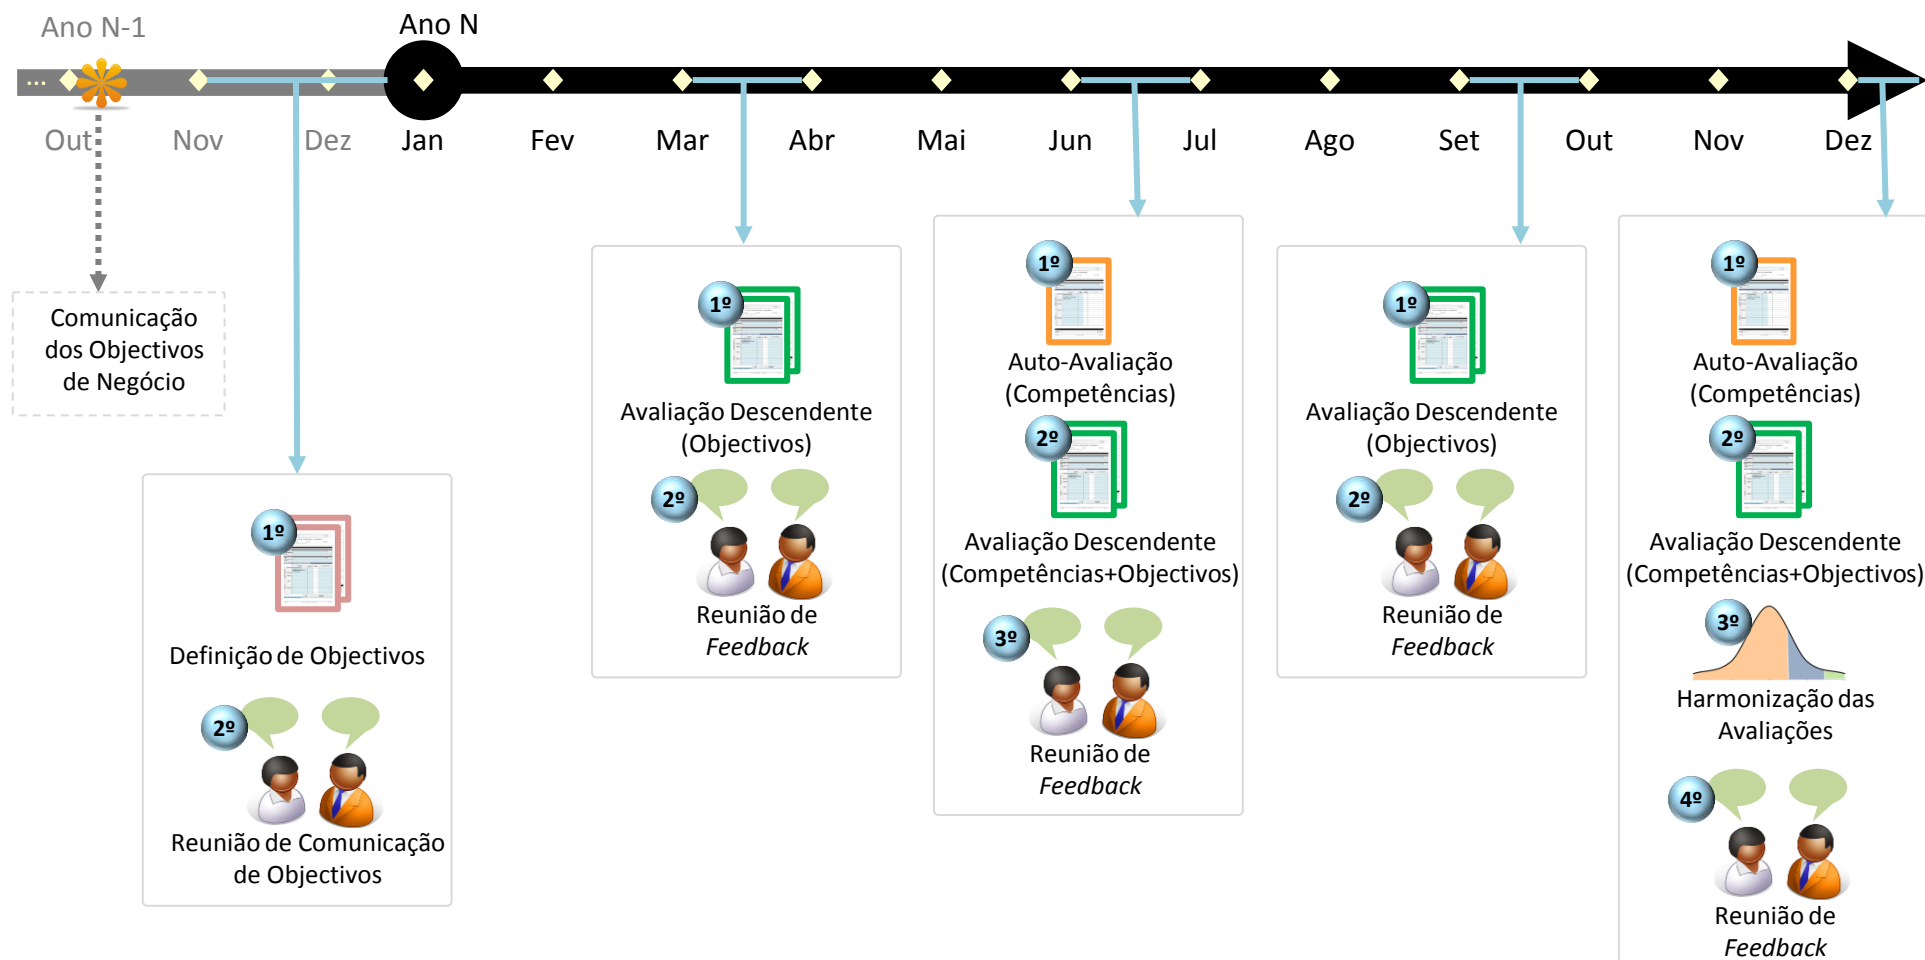 Ano N-1
Ano N
...
Out
Nov
Dez
Jan
Fev
Mar
Abr
Mai
Jun
Jul
Ago
Set
Out
Nov
Dez
Comunicação
dos Objectivos
de Negócio
1º
Definição de Objectivos
2º
Reunião de Comunicação
de Objectivos
1º
Avaliação Descendente
(Objectivos)
2º
Reunião de
Feedback
1º
Auto-Avaliação
(Competências)
2º
Avaliação Descendente
(Competências+Objectivos)
3º
Reunião de
Feedback
1º
Avaliação Descendente
(Objectivos)
2º
Reunião de
Feedback
1º
Auto-Avaliação
(Competências)
2º
Avaliação Descendente
(Competências+Objectivos)
3º
Harmonização das
Avaliações
4º
Reunião de
Feedback